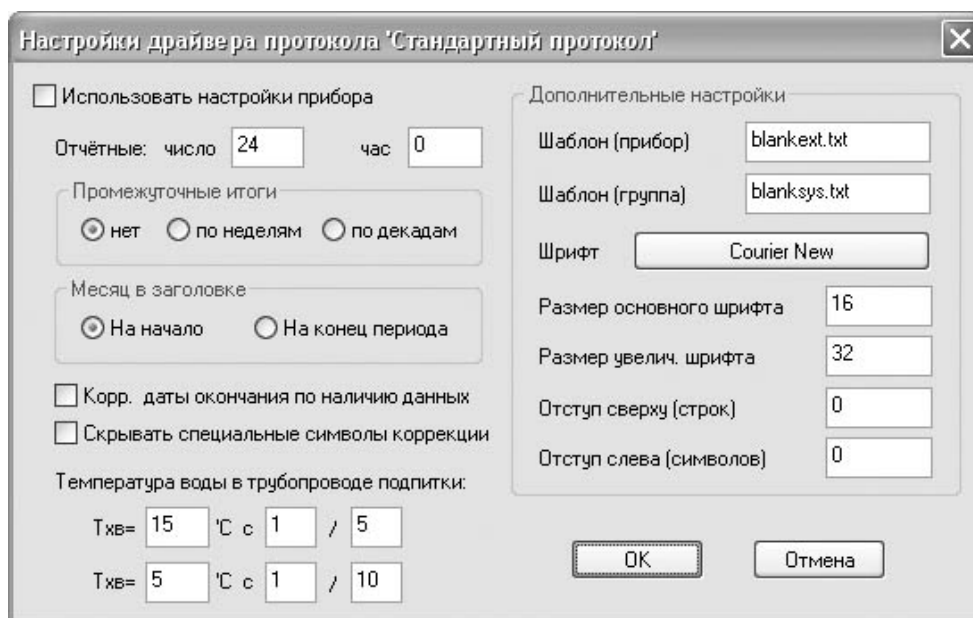 Настройки драйвера протокола 'Стандартный протокол'
Использовать настройки прибора
Отчётные: число 24 час 0
Промежуточные итоги
нет по неделям по декадам
Месяц в заголовке
На начало На конец периода
Корр. даты окончания по наличию данных
Скрывать специальные символы коррекции
Температура воды в трубопроводе подпитки:
Тхв= 15 'С с 1 / 5
Тхв= 5 'С с 1 / 10
Дополнительные настройки
Шаблон (прибор) blankext.txt
Шаблон (группа) blanksys.txt
Шрифт Courier New
Размер основного шрифта 16
Размер увелич. шрифта 32
Отступ сверху (строк) 0
Отступ слева (символов) 0
OK Отмена